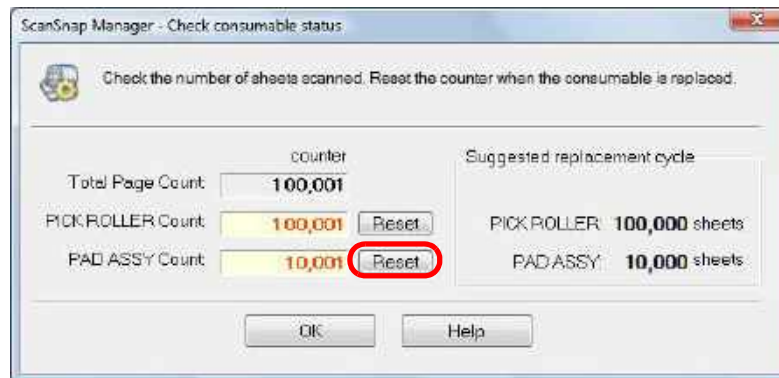 ScanSnap Manager - Check consumable status
Check the number of sheets scanned. Reset the counter when the consumable is replaced.
counter
Suggested replacement cycle
Total Page Count: 100,001
PICK ROLLER Count: 100,001 Reset
PICK ROLLER: 100,000 sheets
PAD ASSY Count: 10,001 Reset
PAD ASSY: 10,000 sheets
OK Help